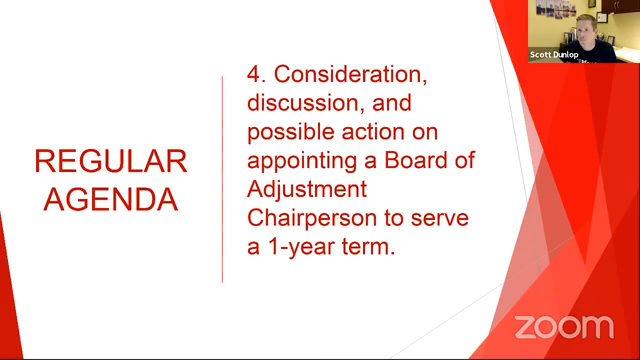 Scott Dunlop
4. Consideration,
discussion, and
possible action on
appointing a Board of
Adjustment
Chairperson to serve
a 1-year term.
REGULAR
AGENDA
zoom